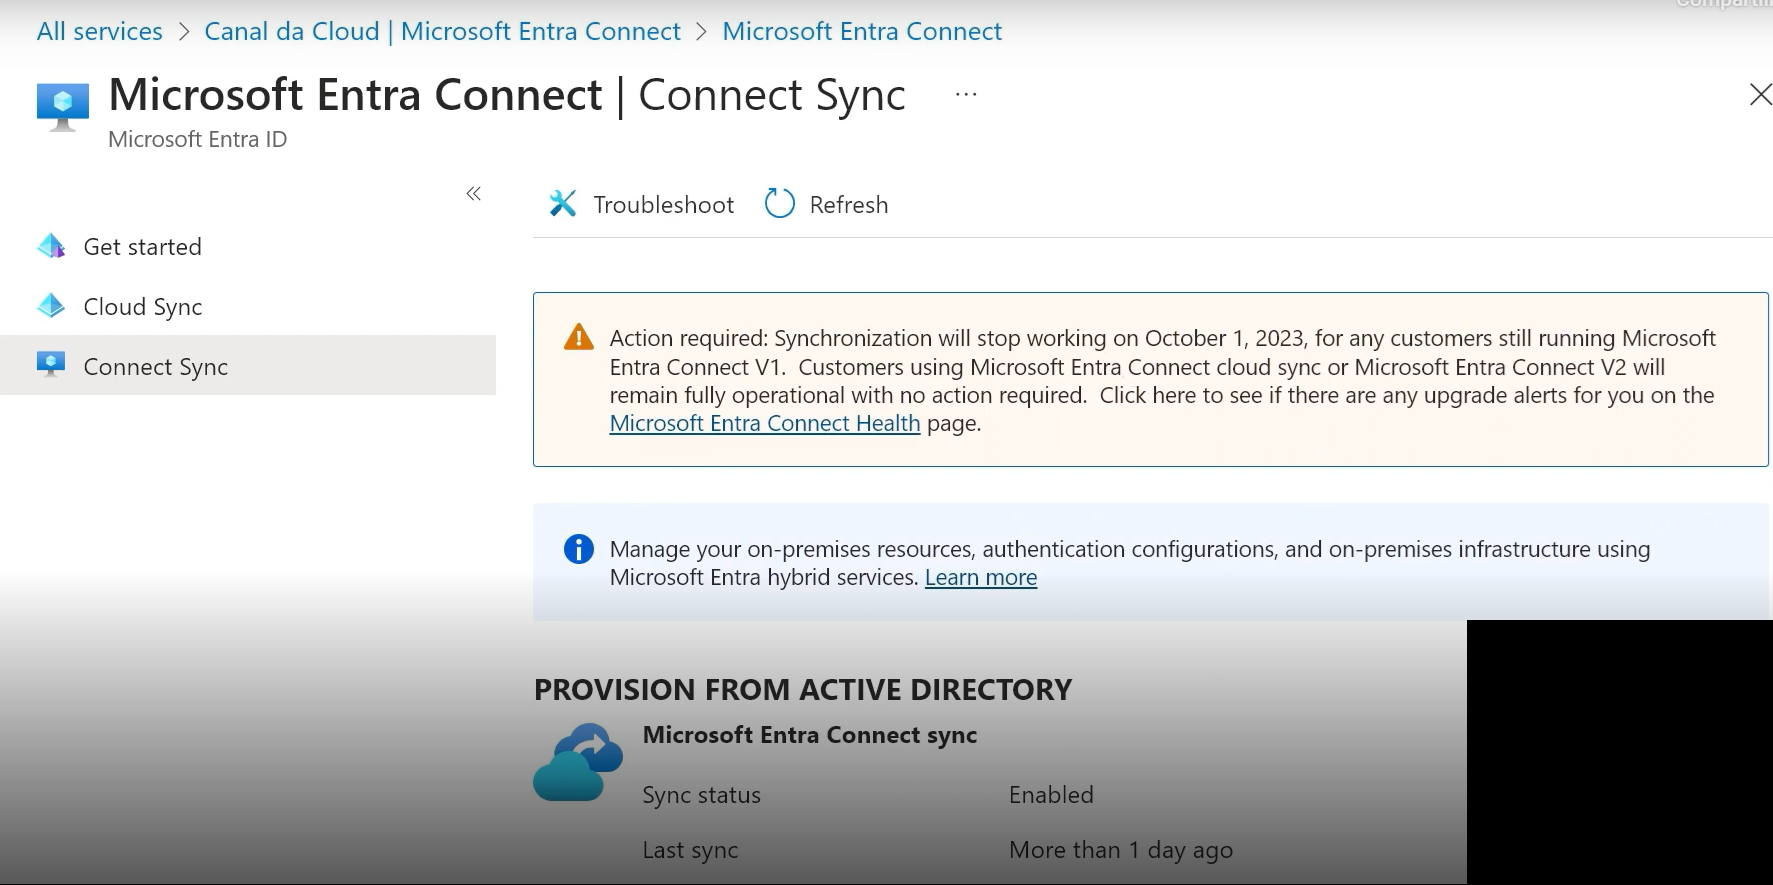 All services > Canal da Cloud | Microsoft Entra Connect > Microsoft Entra Connect
Microsoft Entra Connect | Connect Sync ...
Microsoft Entra ID
Troubleshoot Refresh
Get started
Cloud Sync
Connect Sync
Action required: Synchronization will stop working on October 1, 2023, for any customers still running Microsoft
Entra Connect V1. Customers using Microsoft Entra Connect cloud sync or Microsoft Entra Connect V2 will
remain fully operational with no action required. Click here to see if there are any upgrade alerts for you on the
Microsoft Entra Connect Health page.
Manage your on-premises resources, authentication configurations, and on-premises infrastructure using
Microsoft Entra hybrid services. Learn more
PROVISION FROM ACTIVE DIRECTORY
Microsoft Entra Connect sync
Sync status Enabled
Last sync More than 1 day ago